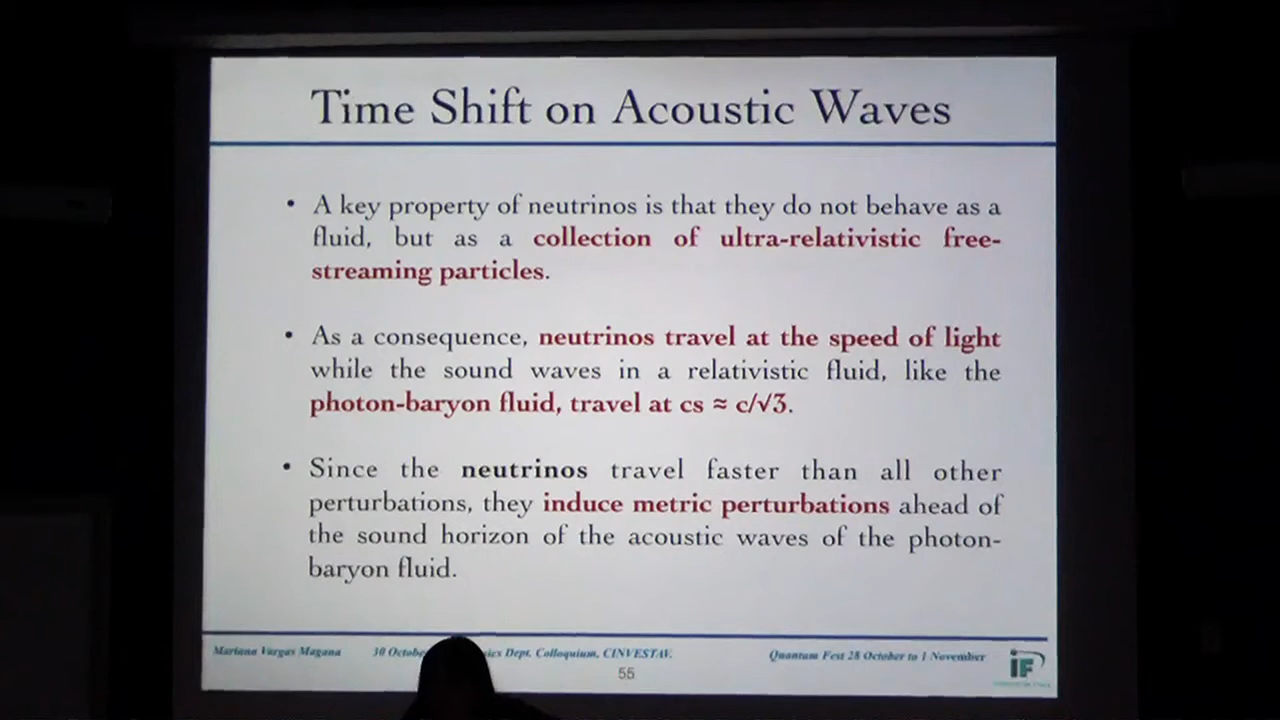 Time Shift on Acoustic Waves
• A key property of neutrinos is that they do not behave as a
fluid, but as a collection of ultra-relativistic free-
streaming particles.
• As a consequence, neutrinos travel at the speed of light
while the sound waves in a relativistic fluid, like the
photon-baryon fluid, travel at cs ≈ c/√3.
• Since the neutrinos travel faster than all other
perturbations, they induce metric perturbations ahead of
the sound horizon of the acoustic waves of the photon-
baryon fluid.
Mariana Vargas Magana 30 Dept. Colloquium, CINVESTAV. Quantum Fest 28 October to 1 November
55
IF